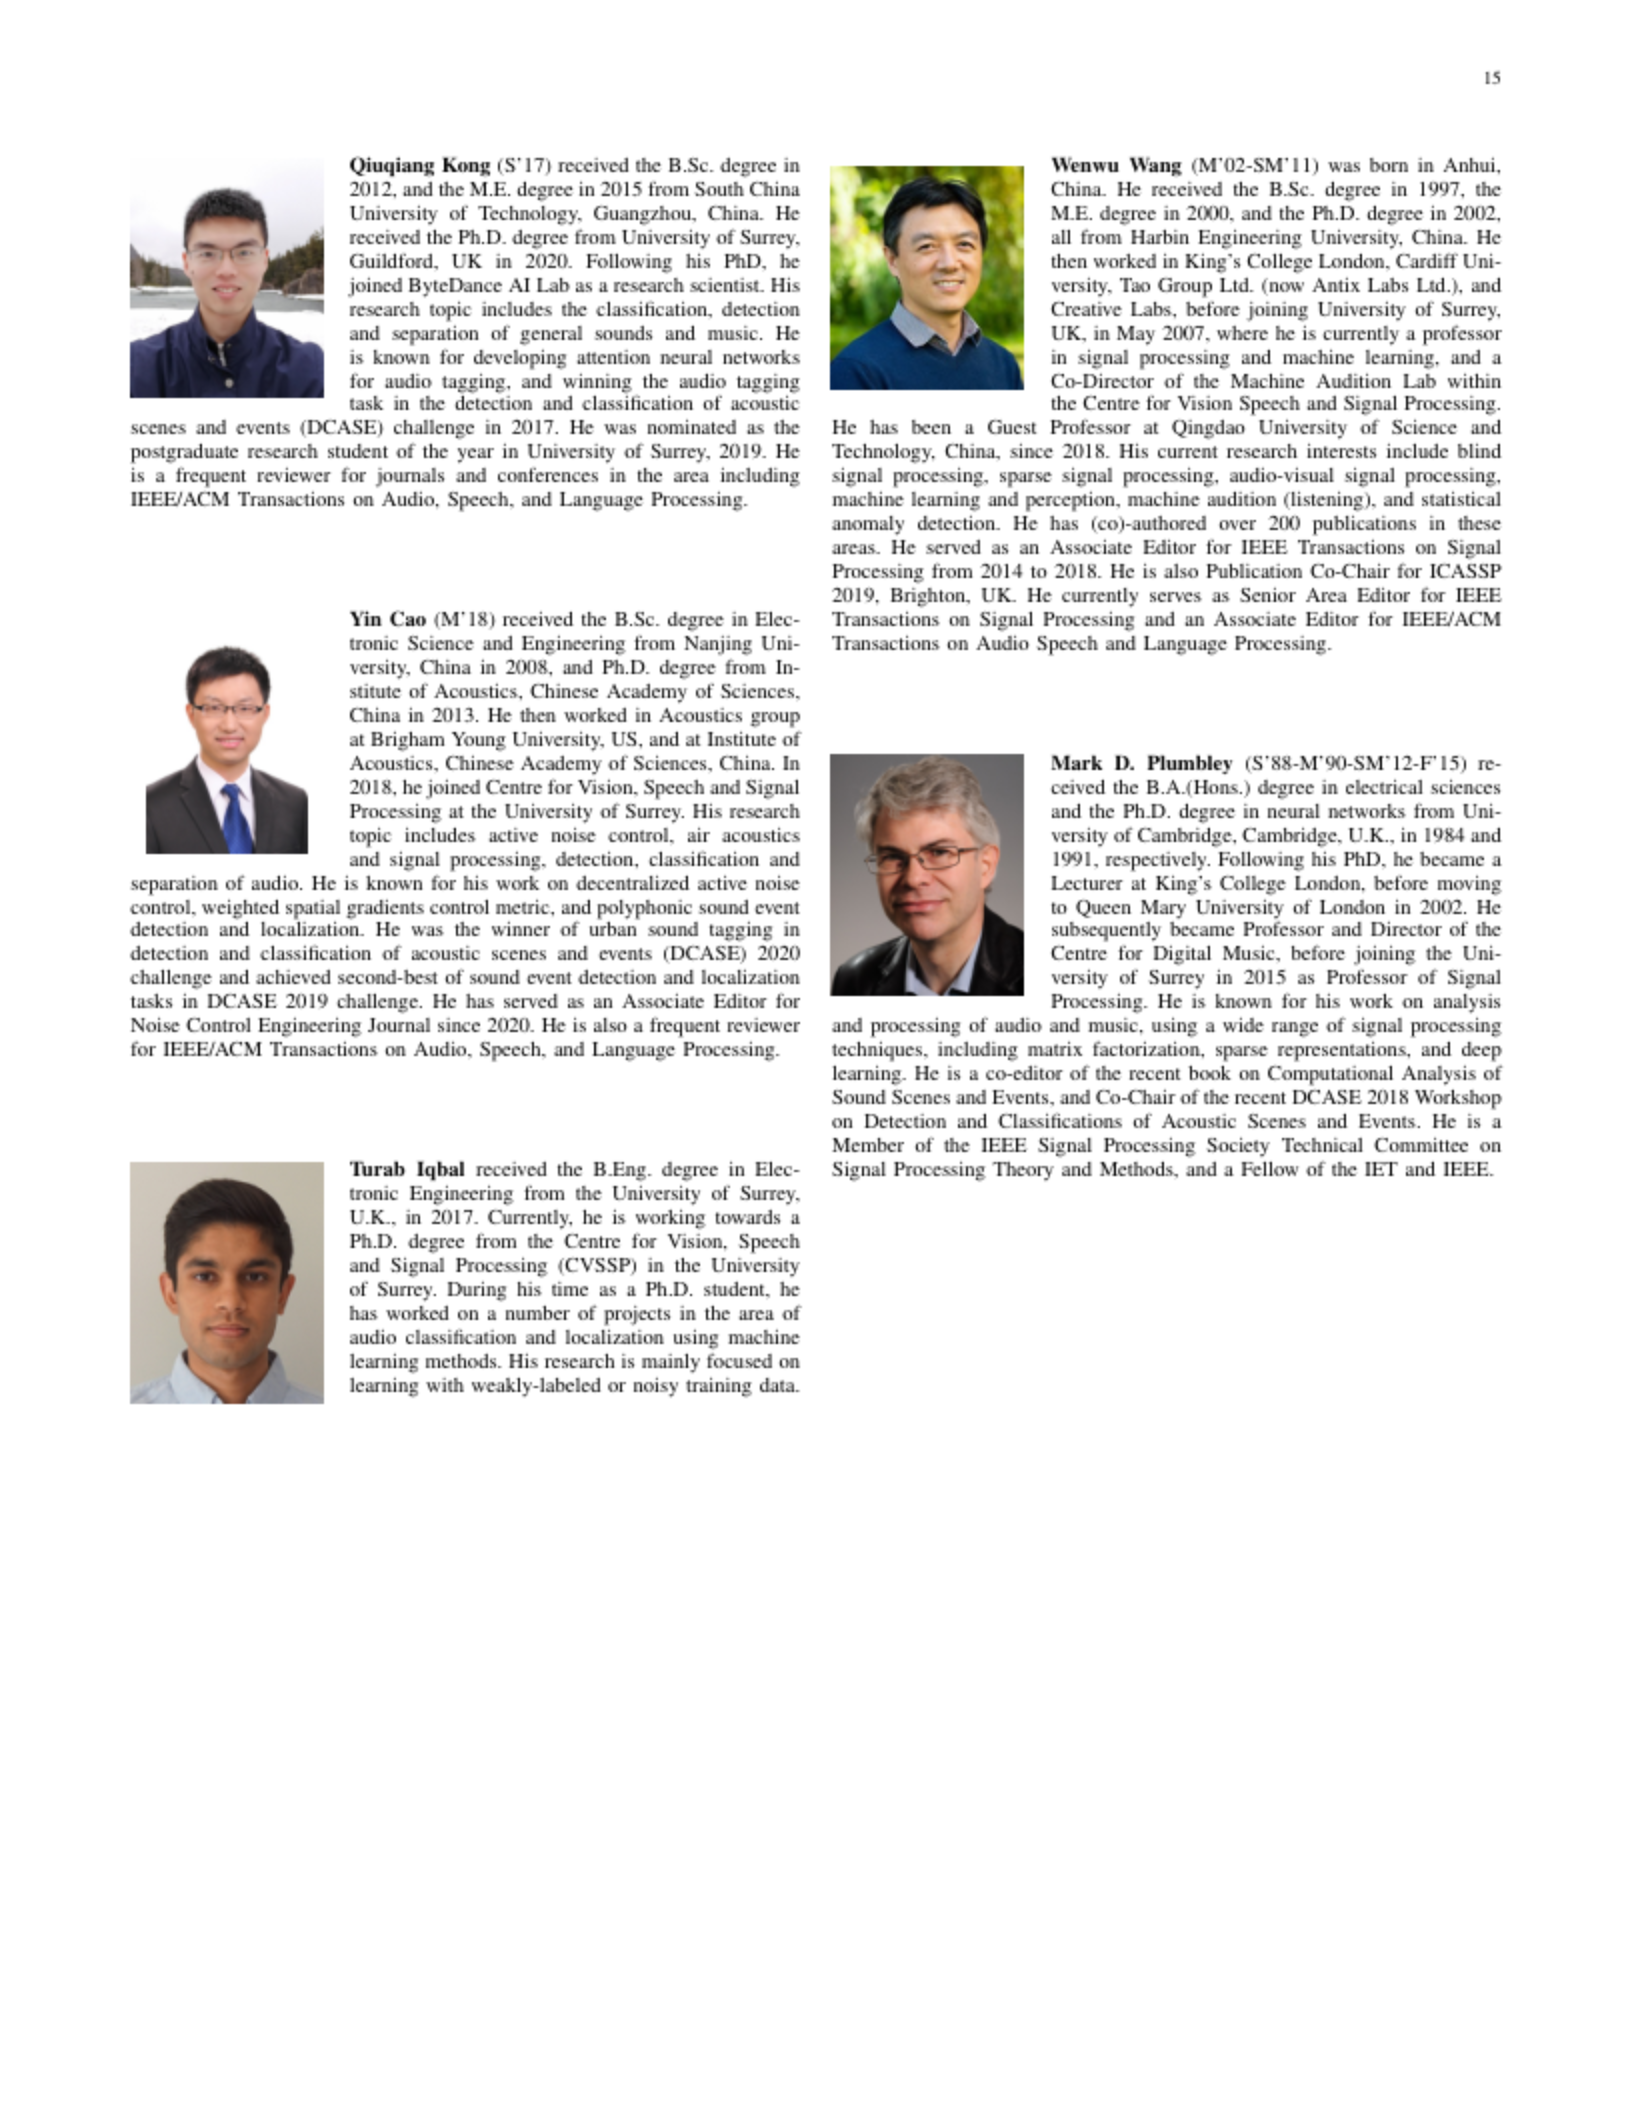 15
Qiuqiang Kong (S'17) received the B.Sc. degree in
2012, and the M.E. degree in 2015 from South China
University of Technology, Guangzhou, China. He
received the Ph.D. degree from University of Surrey,
Guildford, UK in 2020. Following his PhD, he
joined ByteDance AI Lab as a research scientist. His
research topic includes the classification, detection
and separation of general sounds and music. He
is known for developing attention neural networks
for audio tagging, and winning the audio tagging
task in the detection and classification of acoustic
scenes and events (DCASE) challenge in 2017. He was nominated as the
postgraduate research student of the year in University of Surrey, 2019. He
is a frequent reviewer for journals and conferences in the area including
IEEE/ACM Transactions on Audio, Speech, and Language Processing.
Yin Cao (M'18) received the B.Sc. degree in Elec-
tronic Science and Engineering from Nanjing Uni-
versity, China in 2008, and Ph.D. degree from In-
stitute of Acoustics, Chinese Academy of Sciences,
China in 2013. He then worked in Acoustics group
at Brigham Young University, US, and at Institute of
Acoustics, Chinese Academy of Sciences, China. In
2018, he joined Centre for Vision, Speech and Signal
Processing at the University of Surrey. His research
topic includes active noise control, air acoustics
and signal processing, detection, classification and
separation of audio. He is known for his work on decentralized active noise
control, weighted spatial gradients control metric, and polyphonic sound event
detection and localization. He was the winner of urban sound tagging in
detection and classification of acoustic scenes and events (DCASE) 2020
challenge and achieved second-best of sound event detection and localization
tasks in DCASE 2019 challenge. He has served as an Associate Editor for
Noise Control Engineering Journal since 2020. He is also a frequent reviewer
for IEEE/ACM Transactions on Audio, Speech, and Language Processing.
Turab Iqbal received the B.Eng. degree in Elec-
tronic Engineering from the University of Surrey,
U.K., in 2017. Currently, he is working towards a
Ph.D. degree from the Centre for Vision, Speech
and Signal Processing (CVSSP) in the University
of Surrey. During his time as a Ph.D. student, he
has worked on a number of projects in the area of
audio classification and localization using machine
learning methods. His research is mainly focused on
learning with weakly-labeled or noisy training data.
Wenwu Wang (M'02-SM'11) was born in Anhui,
China. He received the B.Sc. degree in 1997, the
M.E. degree in 2000, and the Ph.D. degree in 2002,
all from Harbin Engineering University, China. He
then worked in King's College London, Cardiff Uni-
versity, Tao Group Ltd. (now Antix Labs Ltd.), and
Creative Labs, before joining University of Surrey,
UK, in May 2007, where he is currently a professor
in signal processing and machine learning, and a
Co-Director of the Machine Audition Lab within
the Centre for Vision Speech and Signal Processing.
He has been a Guest Professor at Qingdao University of Science and
Technology, China, since 2018. His current research interests include blind
signal processing, sparse signal processing, audio-visual signal processing,
machine learning and perception, machine audition (listening), and statistical
anomaly detection. He has (co)-authored over 200 publications in these
areas. He served as an Associate Editor for IEEE Transactions on Signal
Processing from 2014 to 2018. He is also Publication Co-Chair for ICASSP
2019, Brighton, UK. He currently serves as Senior Area Editor for IEEE
Transactions on Signal Processing and an Associate Editor for IEEE/ACM
Transactions on Audio Speech and Language Processing.
Mark D. Plumbley (S'88-M'90-SM'12-F'15) re-
ceived the B.A.(Hons.) degree in electrical sciences
and the Ph.D. degree in neural networks from Uni-
versity of Cambridge, Cambridge, U.K., in 1984 and
1991, respectively. Following his PhD, he became a
Lecturer at King's College London, before moving
to Queen Mary University of London in 2002. He
subsequently became Professor and Director of the
Centre for Digital Music, before joining the Uni-
versity of Surrey in 2015 as Professor of Signal
Processing. He is known for his work on analysis
and processing of audio and music, using a wide range of signal processing
techniques, including matrix factorization, sparse representations, and deep
learning. He is a co-editor of the recent book on Computational Analysis of
Sound Scenes and Events, and Co-Chair of the recent DCASE 2018 Workshop
on Detection and Classifications of Acoustic Scenes and Events. He is a
Member of the IEEE Signal Processing Society Technical Committee on
Signal Processing Theory and Methods, and a Fellow of the IET and IEEE.